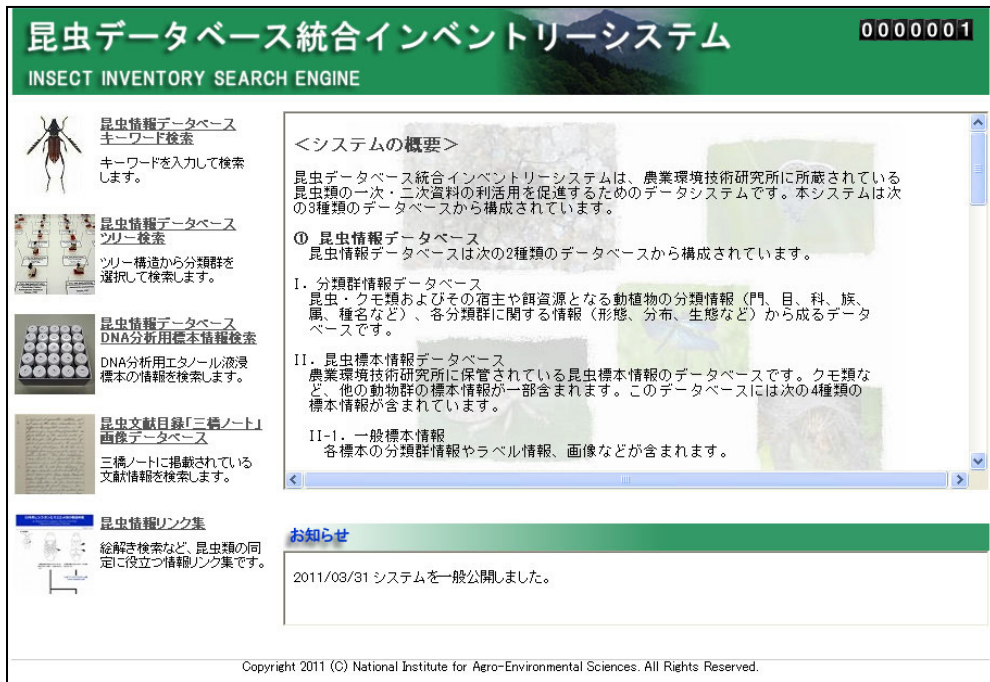 昆虫データベース統合インベントリーシステム
0000001
INSECT INVENTORY SEARCH ENGINE
昆虫情報データベース
キーワード検索
キーワードを入力して検索
します。
昆虫情報データベース
ツリー検索
ツリー構造から分類群を
選択して検索します。
昆虫情報データベース
DNA分析用標本情報検索
DNA分析用エタノール液浸
標本の情報を検索します。
昆虫文献目録「三橋ノート」
画像データベース
三橋ノートに掲載されている
文献情報を検索します。
昆虫情報リンク集
絵解き検索など、昆虫類の同
定に役立つ情報リンク集です。
＜システムの概要＞
昆虫データベース統合インベントリーシステムは、農業環境技術研究所に所蔵されている
昆虫類の一次・二次資料の利活用を促進するためのデータシステムです。本システムは次
の3種類のデータベースから構成されています。
① 昆虫情報データベース
昆虫情報データベースは次の2種類のデータベースから構成されています。
I. 分類群情報データベース
昆虫・クモ類およびその宿主や餌資源となる動植物の分類情報（門、目、科、族、
属、種名など）、各分類群に関する情報（形態、分布、生態など）から成るデータ
ベースです。
II. 昆虫標本情報データベース
農業環境技術研究所に保管されている昆虫標本情報のデータベースです。クモ類な
ど、他の動物群の標本情報が一部含まれます。このデータベースには次の4種類の
標本情報が含まれています。
II-1. 一般標本情報
各標本の分類群情報やラベル情報、画像などが含まれます。
お知らせ
2011/03/31 システムを一般公開しました。
Copyright 2011 (C) National Institute for Agro-Environmental Sciences. All Rights Reserved.